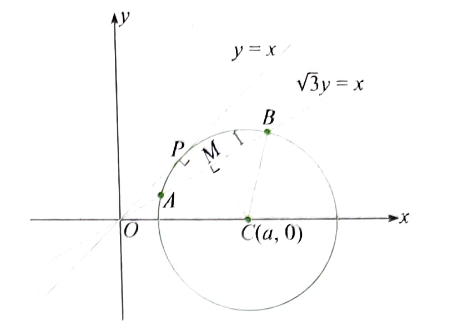 y
y = x
√3y = x
B
P
M
A
O
C(a, 0)
x